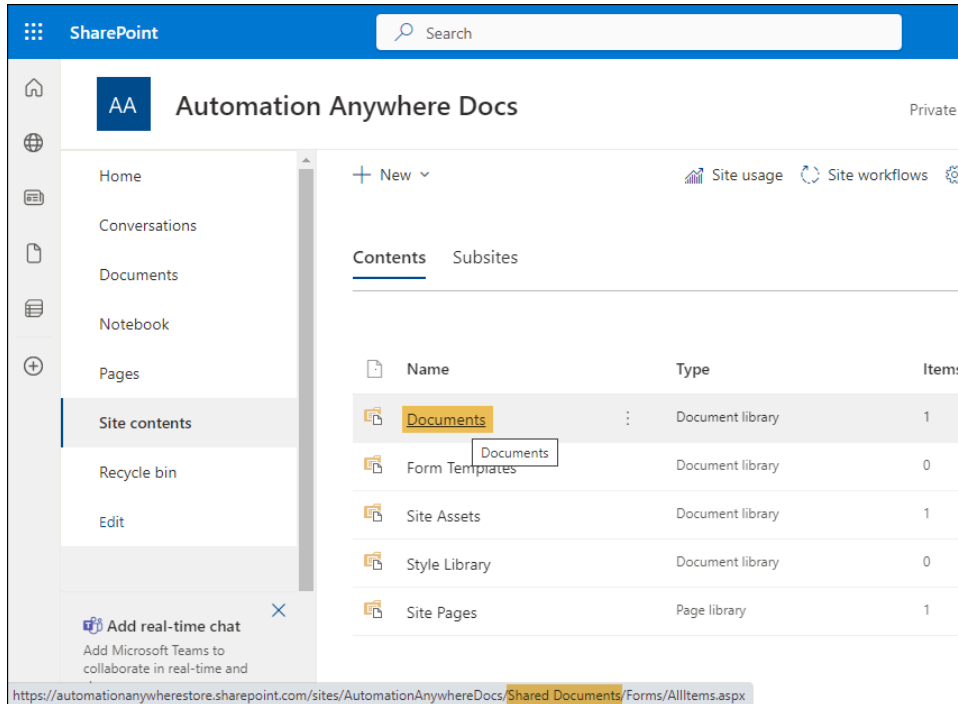 SharePoint
Search
AA
Automation Anywhere Docs
Private
Home
Conversations
Documents
Notebook
Pages
Site contents
Recycle bin
Edit
Add real-time chat
Add Microsoft Teams to
collaborate in real-time and
New
Site usage
Site workflows
Contents
Subsites
Name Type Items
Documents Document library 1
Documents
Form Templates Document library 0
Site Assets Document library 1
Style Library Document library 0
Site Pages Page library 1
https://automationanywherestore.sharepoint.com/sites/AutomationAnywhereDocs/Shared Documents/Forms/AllItems.aspx